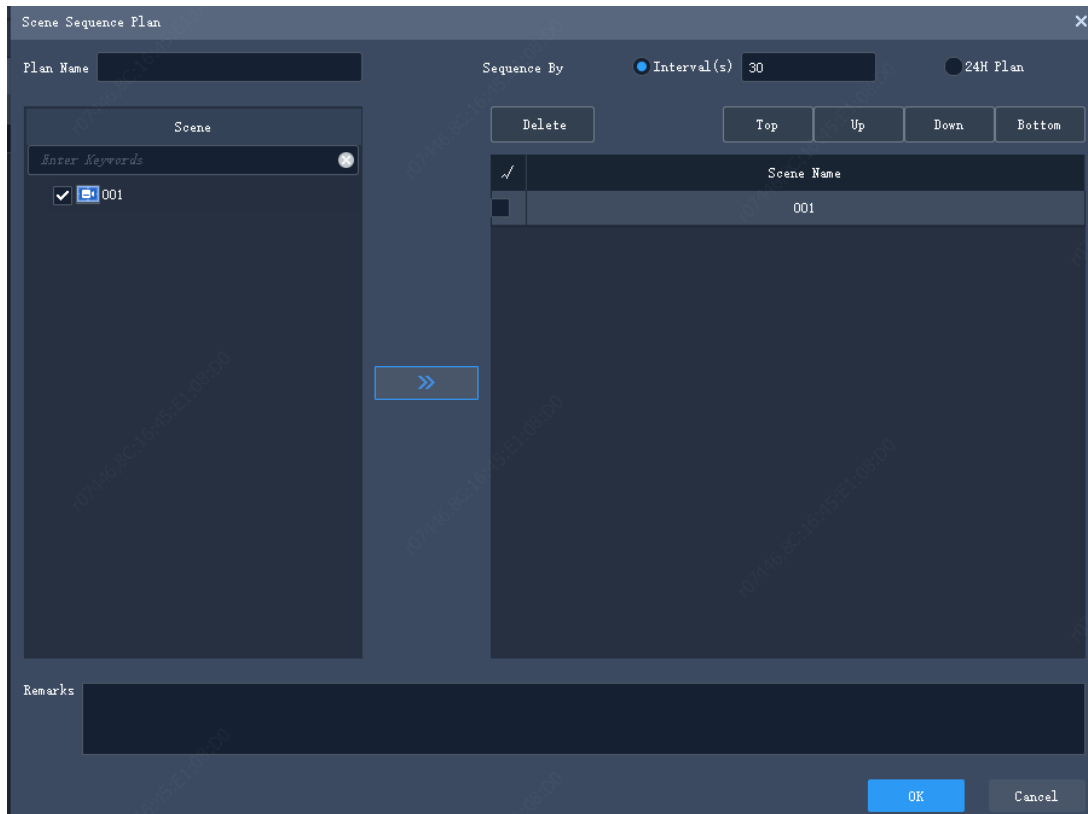 Scene Sequence Plan
Plan Name
Sequence By Interval(s) 30 24H Plan
Scene
Enter Keywords
001
Delete Top Up Down Bottom
Scene Name
001
Remarks
OK Cancel